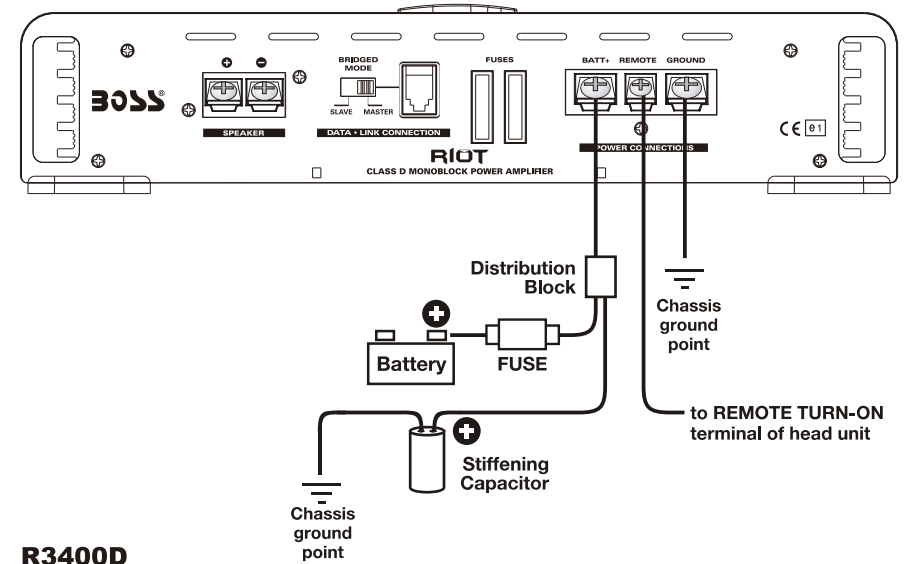 BRIDGED
MODE
FUSES
BATT+ REMOTE GROUND
BOSS®
SLAVE MASTER
SPEAKER
DATA • LINK CONNECTION
POWER CONNECTIONS
CE e1
RIOT
CLASS D MONOBLOCK POWER AMPLIFIER
Distribution
Block
Chassis
ground
point
Battery
FUSE
to REMOTE TURN-ON
terminal of head unit
Stiffening
Capacitor
Chassis
ground
point
R3400D